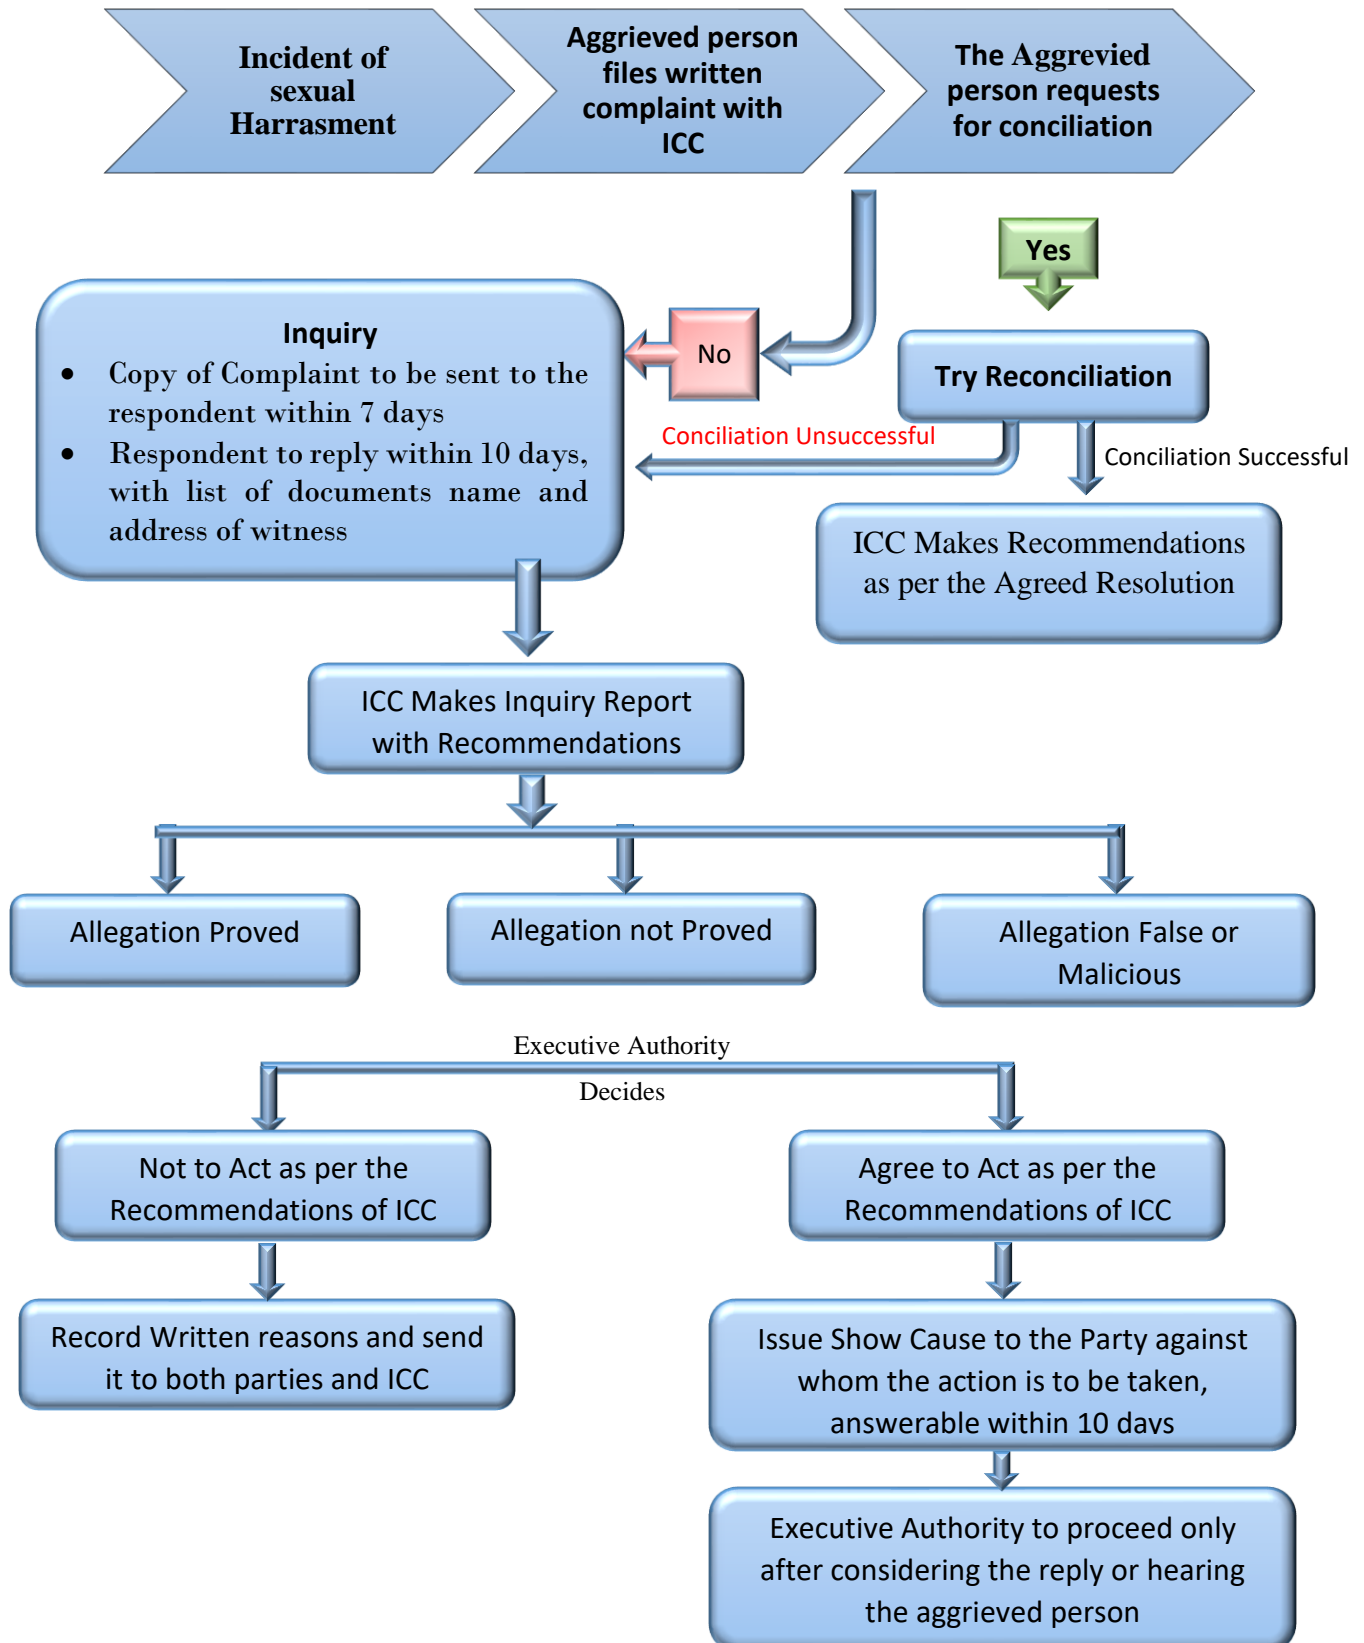 Incident of
sexual
Harrasment
Aggrieved person
files written
complaint with
ICC
The Aggrevied
person requests
for conciliation
Yes
No
Inquiry
• Copy of Complaint to be sent to the
respondent within 7 days
• Respondent to reply within 10 days,
with list of documents name and
address of witness
Try Reconciliation
Conciliation Unsuccessful
Conciliation Successful
ICC Makes Recommendations
as per the Agreed Resolution
ICC Makes Inquiry Report
with Recommendations
Allegation Proved
Allegation not Proved
Allegation False or
Malicious
Executive Authority
Decides
Not to Act as per the
Recommendations of ICC
Agree to Act as per the
Recommendations of ICC
Record Written reasons and send
it to both parties and ICC
Issue Show Cause to the Party against
whom the action is to be taken,
answerable within 10 days
Executive Authority to proceed only
after considering the reply or hearing
the aggrieved person